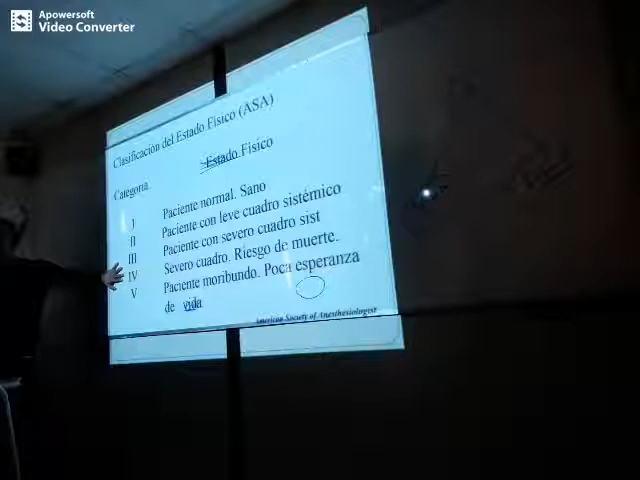 Apowersoft
Video Converter
Clasificación del Estado Físico (ASA)
Estado Físico
Categoría
I Paciente normal. Sano
II Paciente con leve cuadro sistémico
III Paciente con severo cuadro sist
IV Severo cuadro. Riesgo de muerte.
V Paciente moribundo. Poca esperanza
de vida
American Society of Anesthesiologist